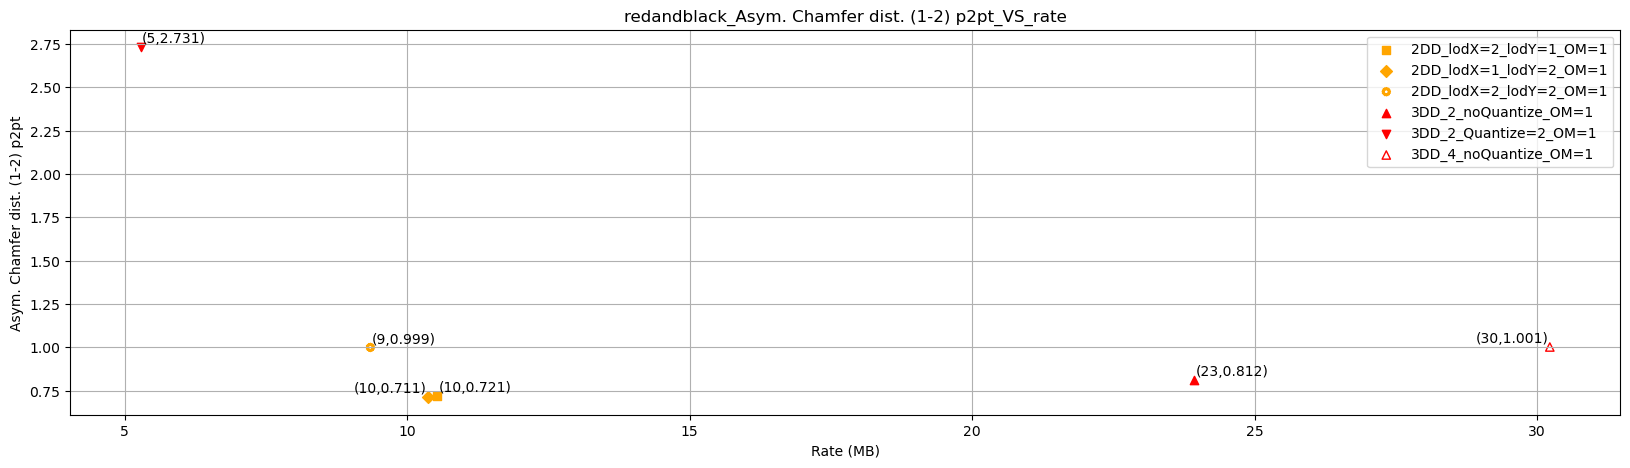 redandblack_Asym. Chamfer dist. (1-2) p2pt_VS_rate
2.75
2.50
2.25
2.00
1.75
1.50
1.25
1.00
0.75
Asym. Chamfer dist. (1-2) p2pt
(5,2.731)
(9,0.999)
(10,0.711)
(10,0.721)
(23,0.812)
(30,1.001)
2DD_lodX=2_lodY=1_OM=1
2DD_lodX=1_lodY=2_OM=1
2DD_lodX=2_lodY=2_OM=1
3DD_2_noQuantize_OM=1
3DD_2_Quantize=2_OM=1
3DD_4_noQuantize_OM=1
5 10 15 20 25 30
Rate (MB)